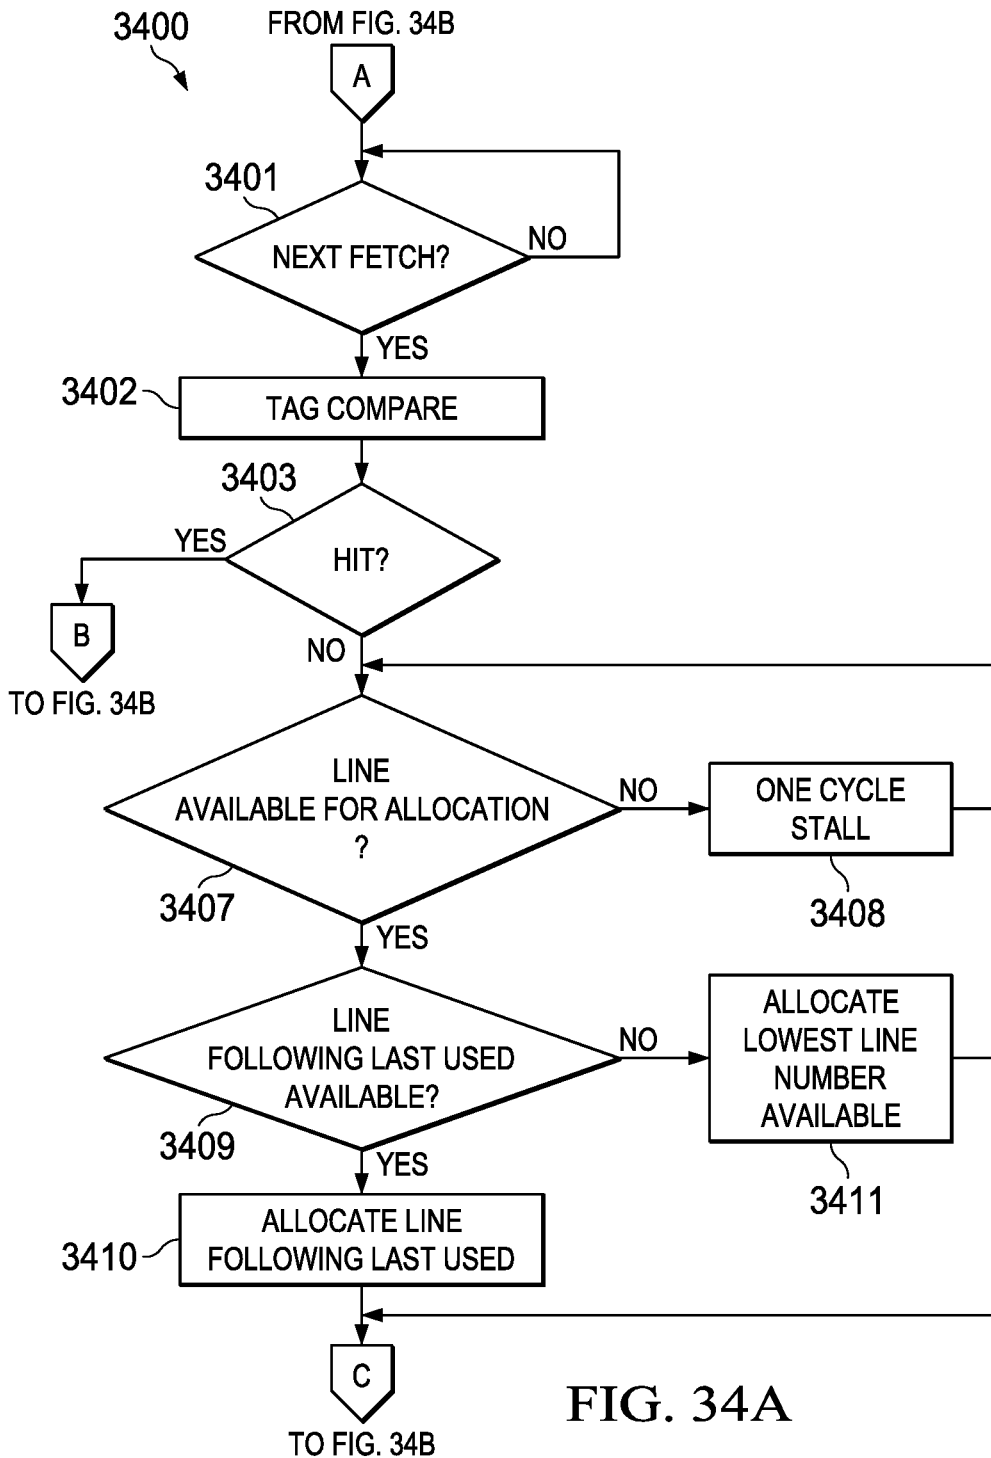 3400
FROM FIG. 34B
A
3401
NEXT FETCH?
NO
YES
3402
TAG COMPARE
3403
YES
HIT?
B
NO
TO FIG. 34B
LINE
AVAILABLE FOR ALLOCATION
?
NO
ONE CYCLE
STALL
3407
3408
YES
LINE
FOLLOWING LAST USED
AVAILABLE?
NO
ALLOCATE
LOWEST LINE
NUMBER
AVAILABLE
3409
3411
YES
3410
ALLOCATE LINE
FOLLOWING LAST USED
C
TO FIG. 34B
FIG. 34A